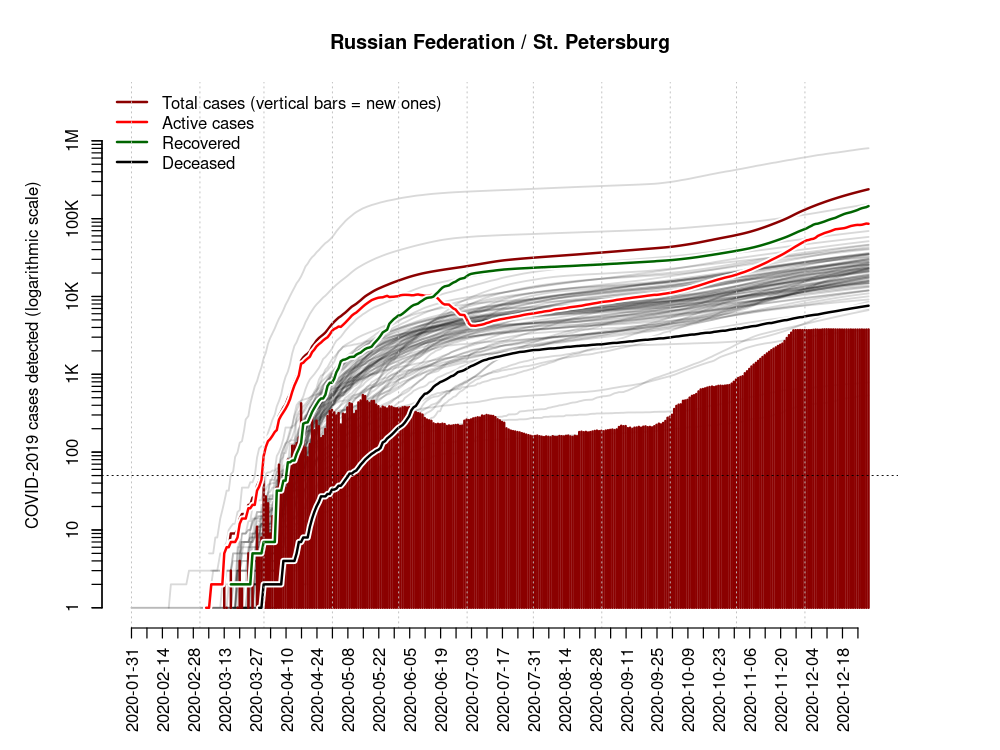 Russian Federation / St. Petersburg
Total cases (vertical bars = new ones)
Active cases
Recovered
Deceased
COVID-2019 cases detected (logarithmic scale)
1M
100K
10K
1K
100
10
1
2020-01-31
2020-02-14
2020-02-28
2020-03-13
2020-03-27
2020-04-10
2020-04-24
2020-05-08
2020-05-22
2020-06-05
2020-06-19
2020-07-03
2020-07-17
2020-07-31
2020-08-14
2020-08-28
2020-09-11
2020-09-25
2020-10-09
2020-10-23
2020-11-06
2020-11-20
2020-12-04
2020-12-18